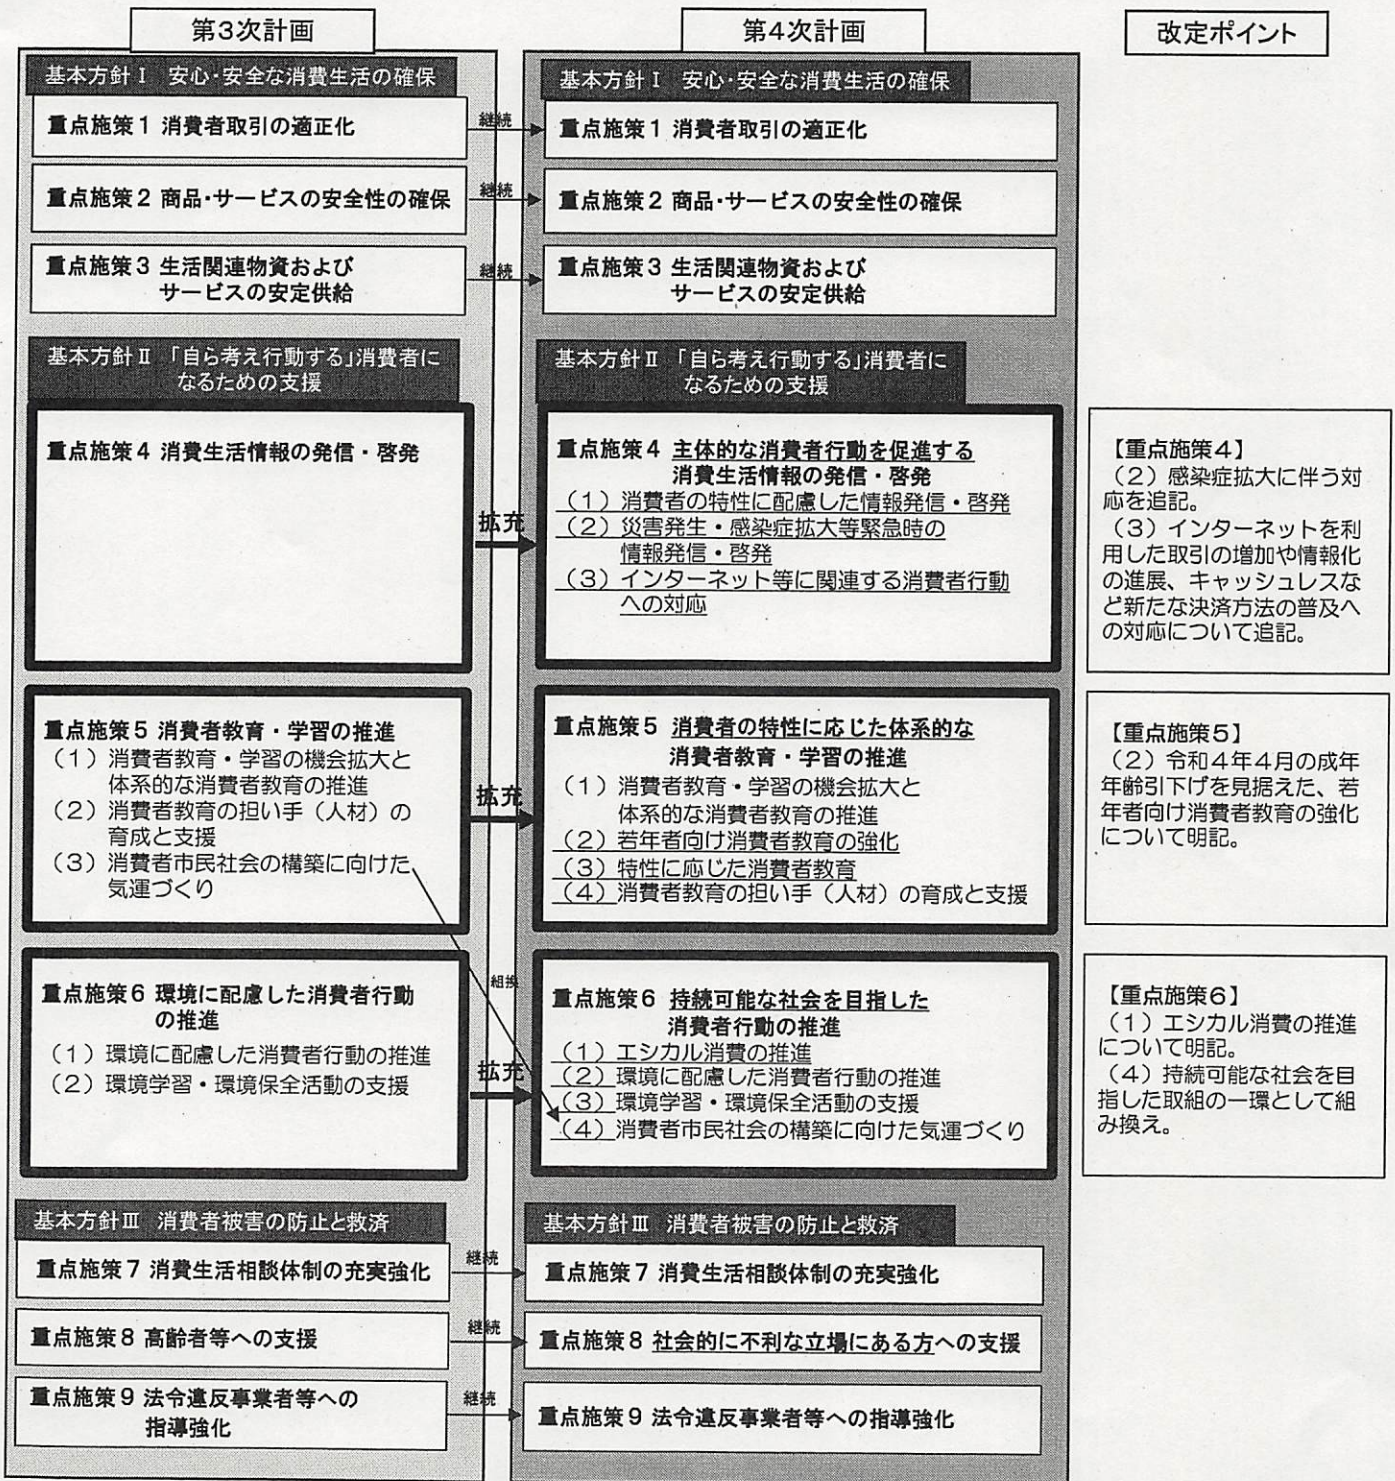 第3次計画
基本方針Ⅰ 安心・安全な消費生活の確保
重点施策1 消費者取引の適正化
重点施策2 商品・サービスの安全性の確保
重点施策3 生活関連物資および
サービスの安定供給
基本方針Ⅱ 「自ら考え行動する」消費者に
なるための支援
重点施策4 消費生活情報の発信・啓発
重点施策5 消費者教育・学習の推進
(1)消費者教育・学習の機会拡大と
体系的な消費者教育の推進
(2)消費者教育の担い手(人材)の
育成と支援
(3)消費者市民社会の構築に向けた
気運づくり
重点施策6 環境に配慮した消費者行動
の推進
(1)環境に配慮した消費者行動の推進
(2)環境学習・環境保全活動の支援
基本方針Ⅲ 消費者被害の防止と救済
重点施策7 消費生活相談体制の充実強化
重点施策8 高齢者等への支援
重点施策9 法令違反事業者等への
指導強化
継続
継続
継続
拡充
拡充
組換
拡充
継続
継続
継続
第4次計画
基本方針Ⅰ 安心・安全な消費生活の確保
重点施策1 消費者取引の適正化
重点施策2 商品・サービスの安全性の確保
重点施策3 生活関連物資および
サービスの安定供給
基本方針Ⅱ 「自ら考え行動する」消費者に
なるための支援
重点施策4 主体的な消費者行動を促進する
消費生活情報の発信・啓発
(1)消費者の特性に配慮した情報発信・啓発
(2)災害発生・感染症拡大等緊急時の
情報発信・啓発
(3)インターネット等に関連する消費者行動
への対応
重点施策5 消費者の特性に応じた体系的な
消費者教育・学習の推進
(1)消費者教育・学習の機会拡大と
体系的な消費者教育の推進
(2)若年者向け消費者教育の強化
(3)特性に応じた消費者教育
(4)消費者教育の担い手(人材)の育成と支援
重点施策6 持続可能な社会を目指した
消費者行動の推進
(1)エシカル消費の推進
(2)環境に配慮した消費者行動の推進
(3)環境学習・環境保全活動の支援
(4)消費者市民社会の構築に向けた気運づくり
基本方針Ⅲ 消費者被害の防止と救済
重点施策7 消費生活相談体制の充実強化
重点施策8 社会的に不利な立場にある方への支援
重点施策9 法令違反事業者等への指導強化
改定ポイント
【重点施策4】
(2)感染症拡大に伴う対
応を追記。
(3)インターネットを利
用した取引の増加や情報化
の進展、キャッシュレスな
ど新たな決済方法の普及へ
の対応について追記。
【重点施策5】
(2)令和4年4月の成年
年齢引下げを見据えた、若
年者向け消費者教育の強化
について明記。
【重点施策6】
(1)エシカル消費の推進
について明記。
(4)持続可能な社会を目
指した取組の一環として組
み換え。